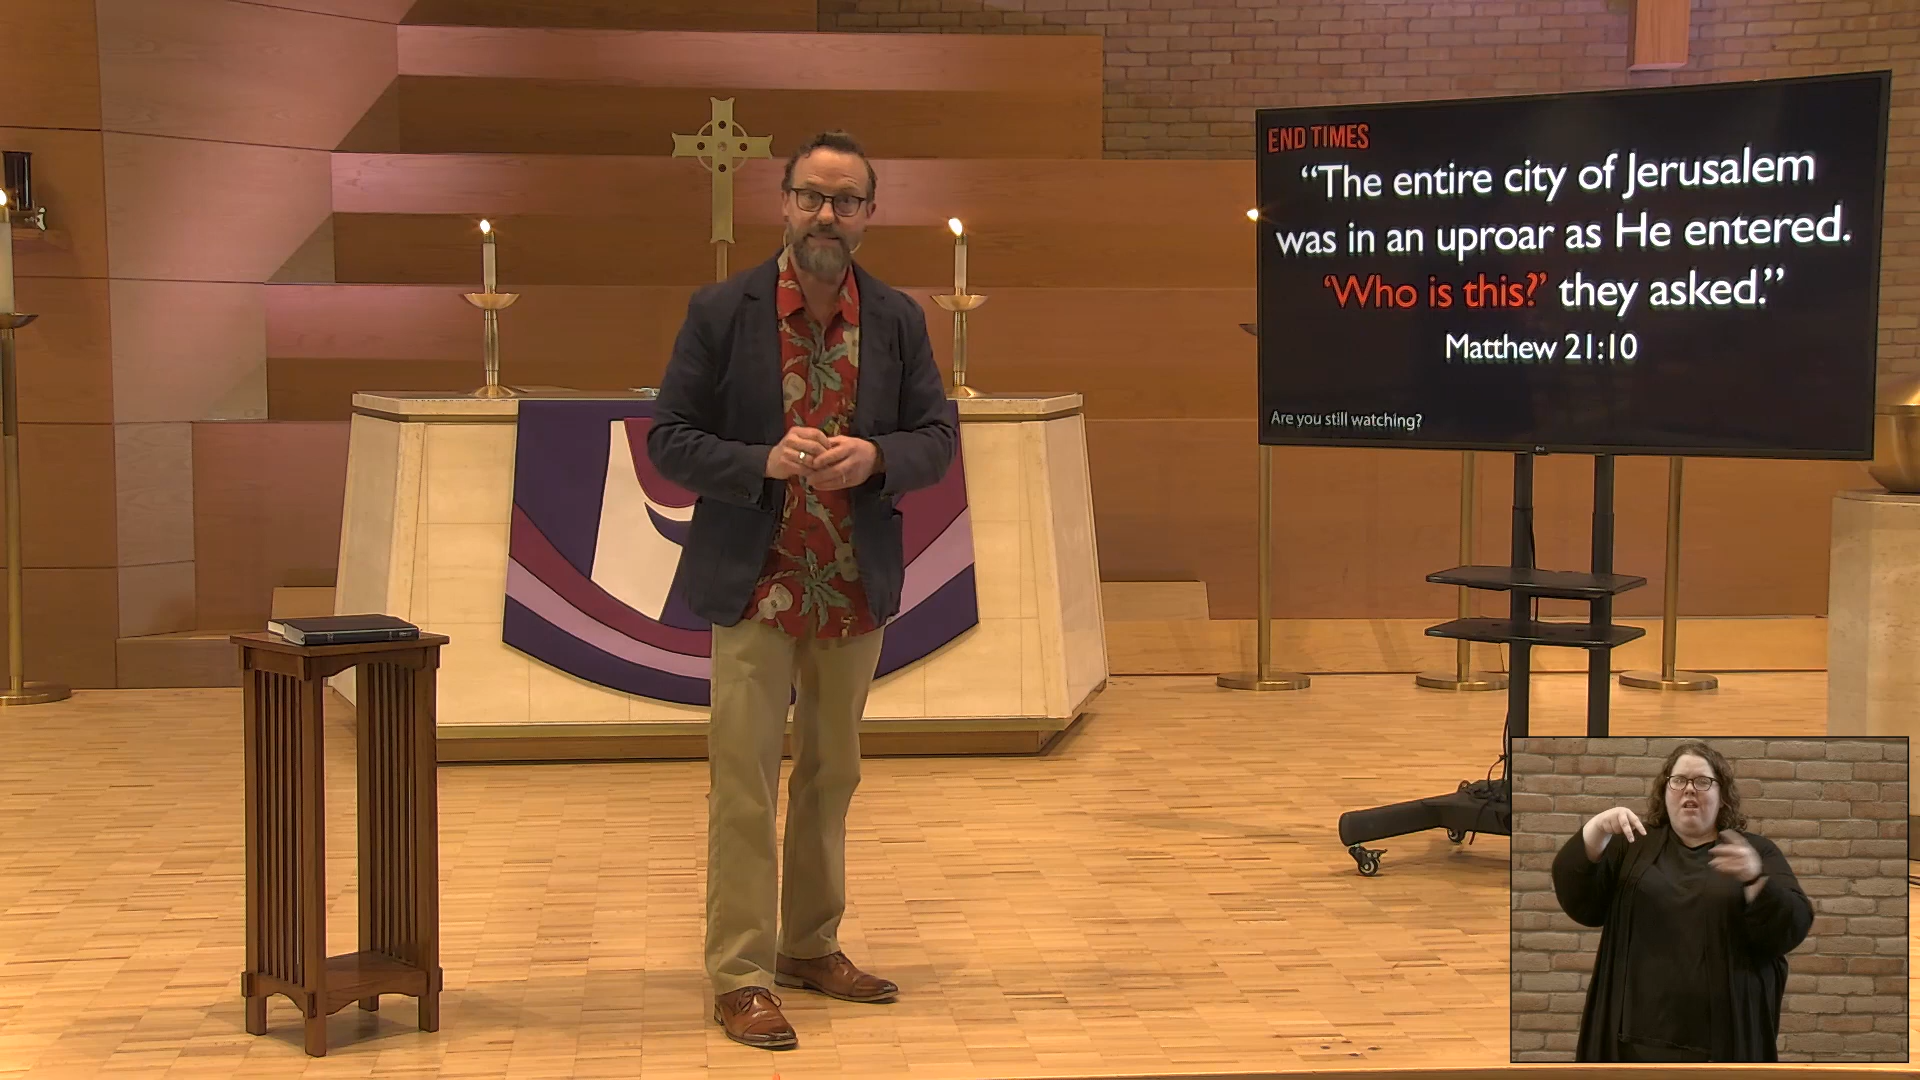 END TIMES
“The entire city of Jerusalem
was in an uproar as He entered.
‘Who is this?’ they asked.”
Matthew 21:10
Are you still watching?